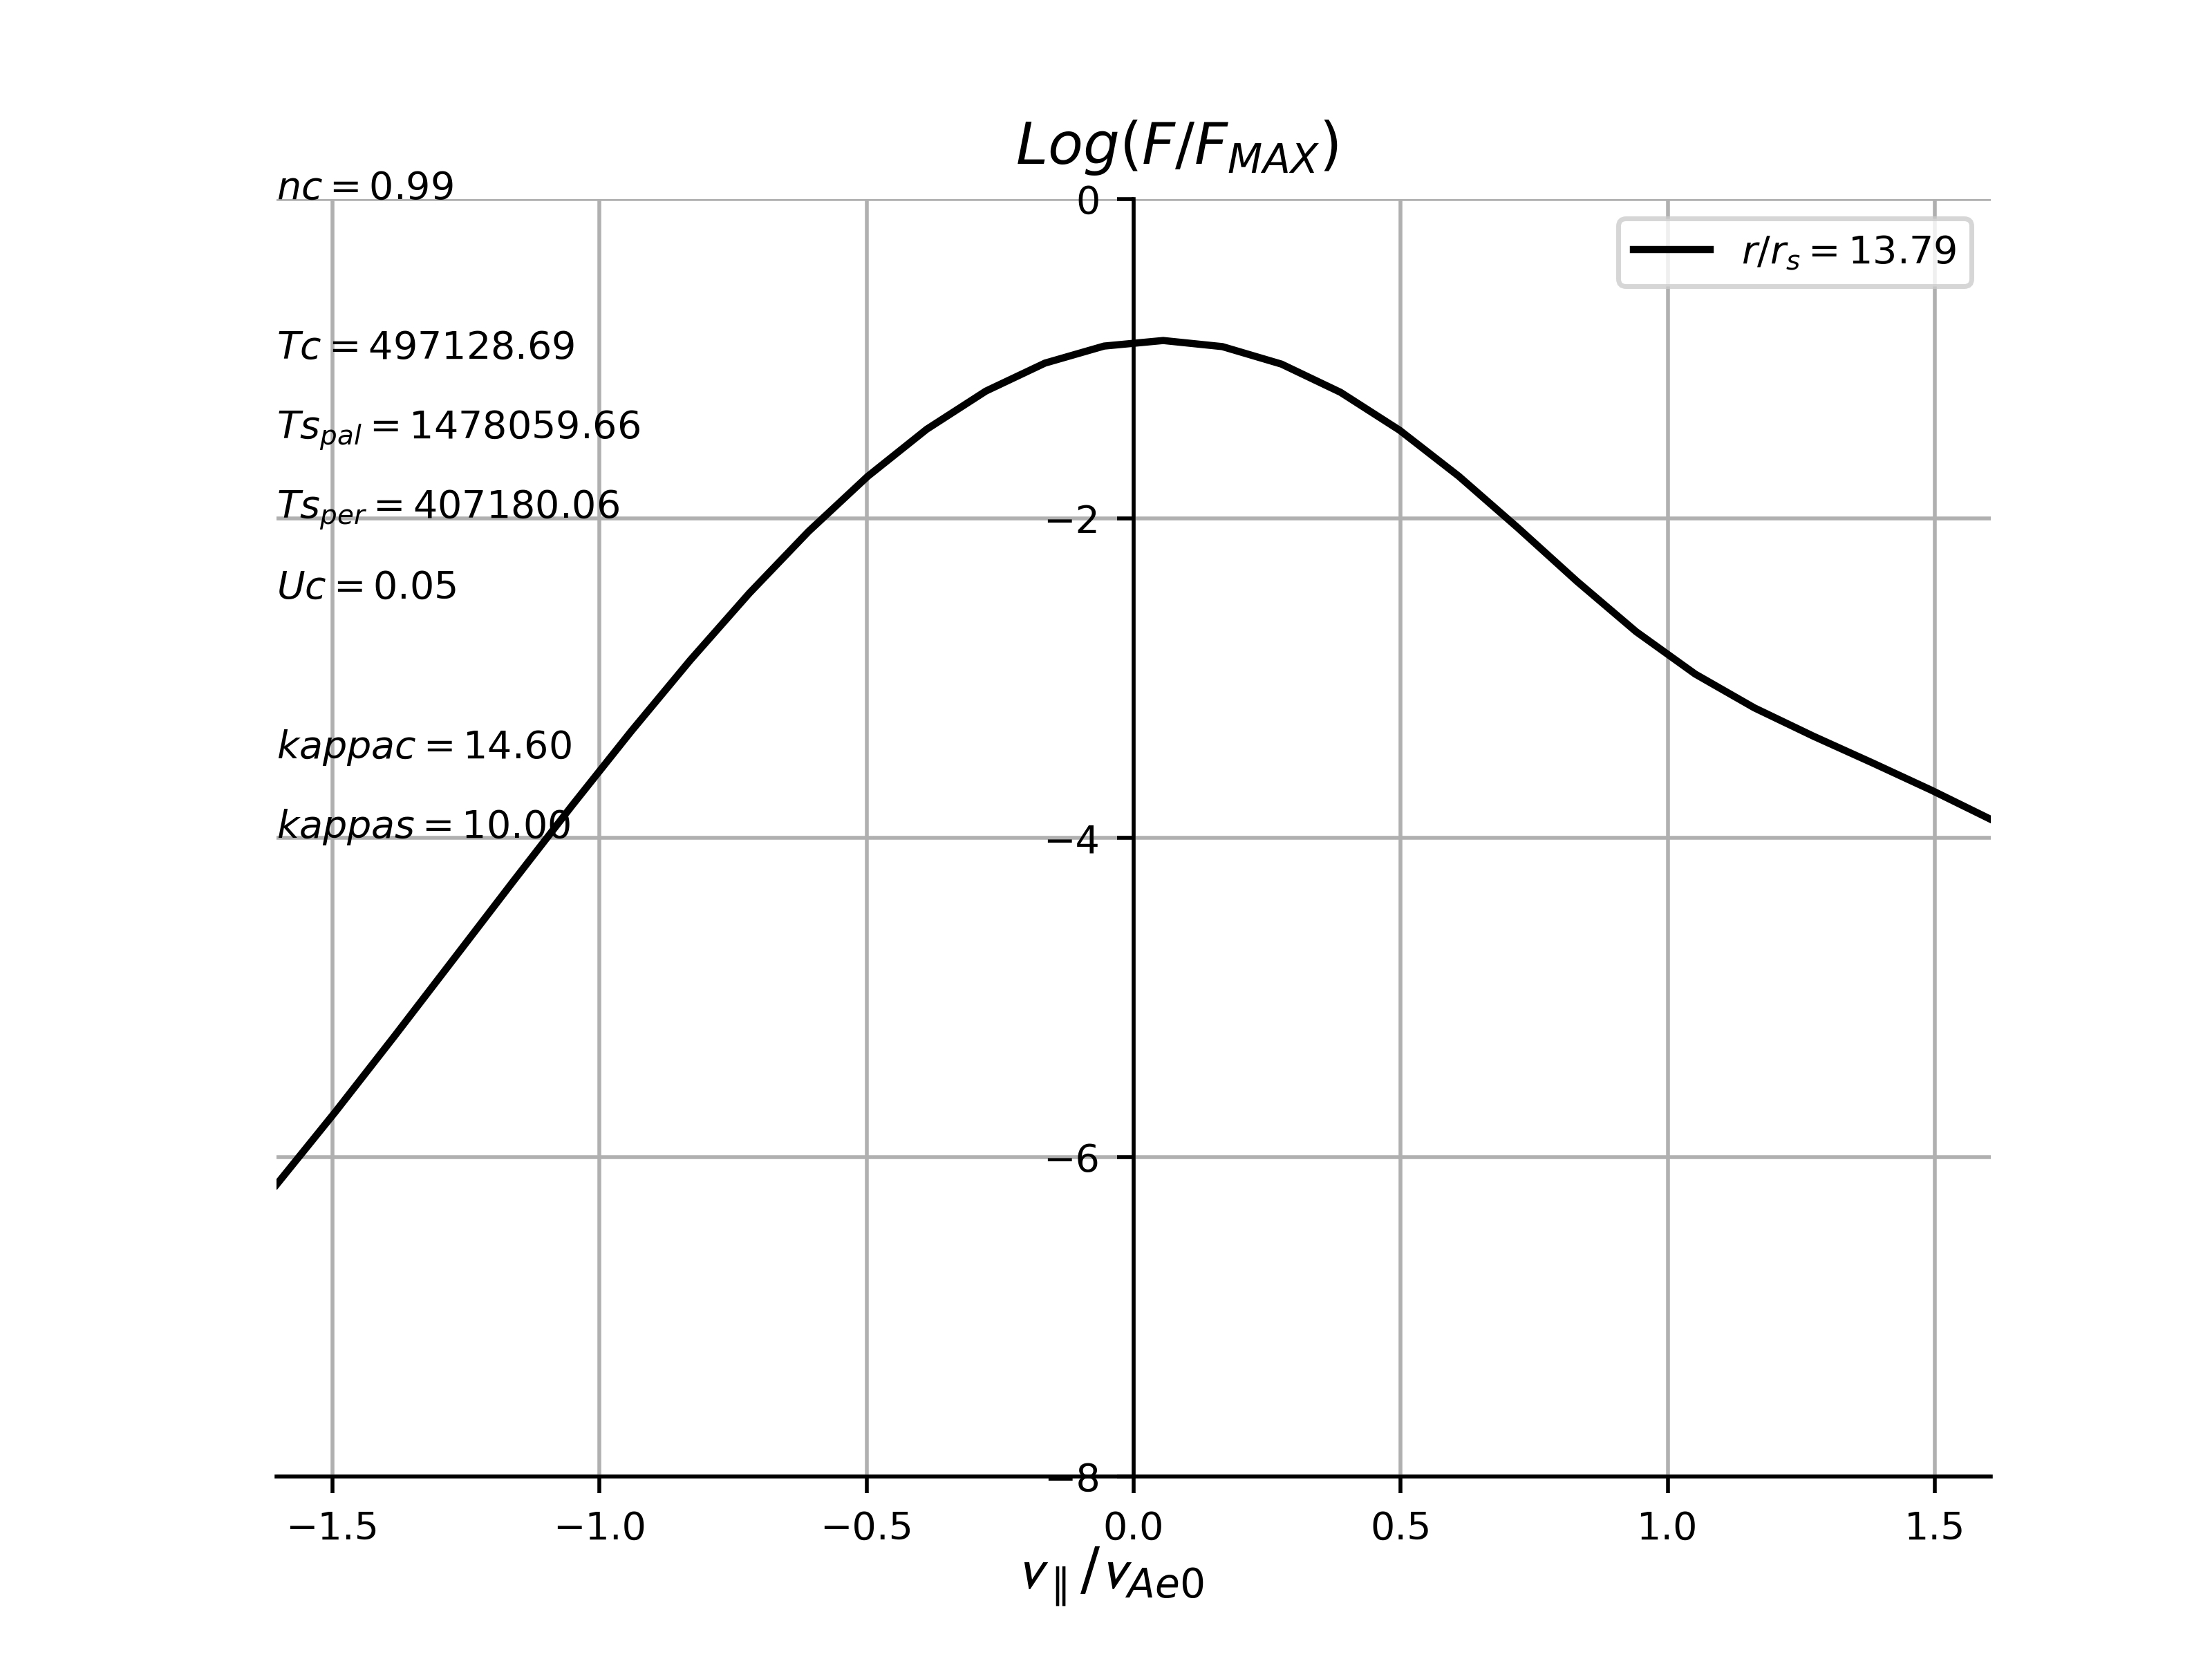 Log(F/F_MAX)
nc = 0.99
0
r/r_s = 13.79
Tc = 497128.69
Ts_pal = 1478059.66
Ts_per = 407180.06
−2
Uc = 0.05
kappac = 14.60
kappas = 10.00
−4
−6
−8
−1.5 −1.0 −0.5 0.0 0.5 1.0 1.5
v_∥/v_Ae0